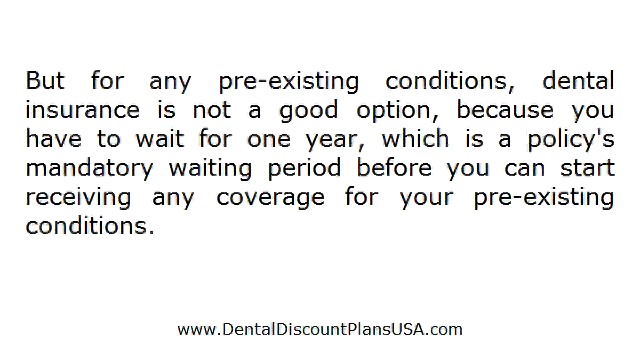 But for any pre-existing conditions, dental
insurance is not a good option, because you
have to wait for one year, which is a policy's
mandatory waiting period before you can start
receiving any coverage for your pre-existing
conditions.
www.DentalDiscountPlansUSA.com